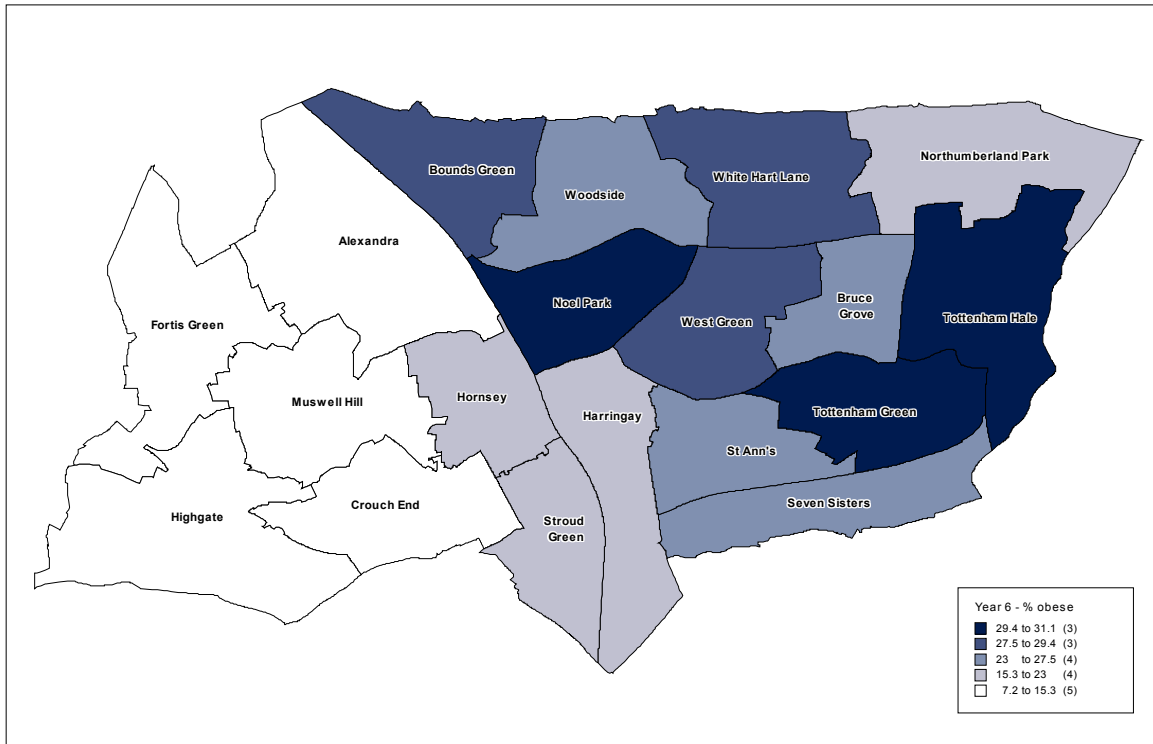 Northumberland Park
Bounds Green
White Hart Lane
Woodside
Alexandra
Noel Park
Bruce
Grove
Fortis Green
West Green
Tottenham Hale
Muswell Hill
Hornsey
Harringay
Tottenham Green
St Ann's
Crouch End
Seven Sisters
Highgate
Stroud
Green
Year 6 - % obese
29.4 to 31.1 (3)
27.5 to 29.4 (3)
23 to 27.5 (4)
15.3 to 23 (4)
7.2 to 15.3 (5)